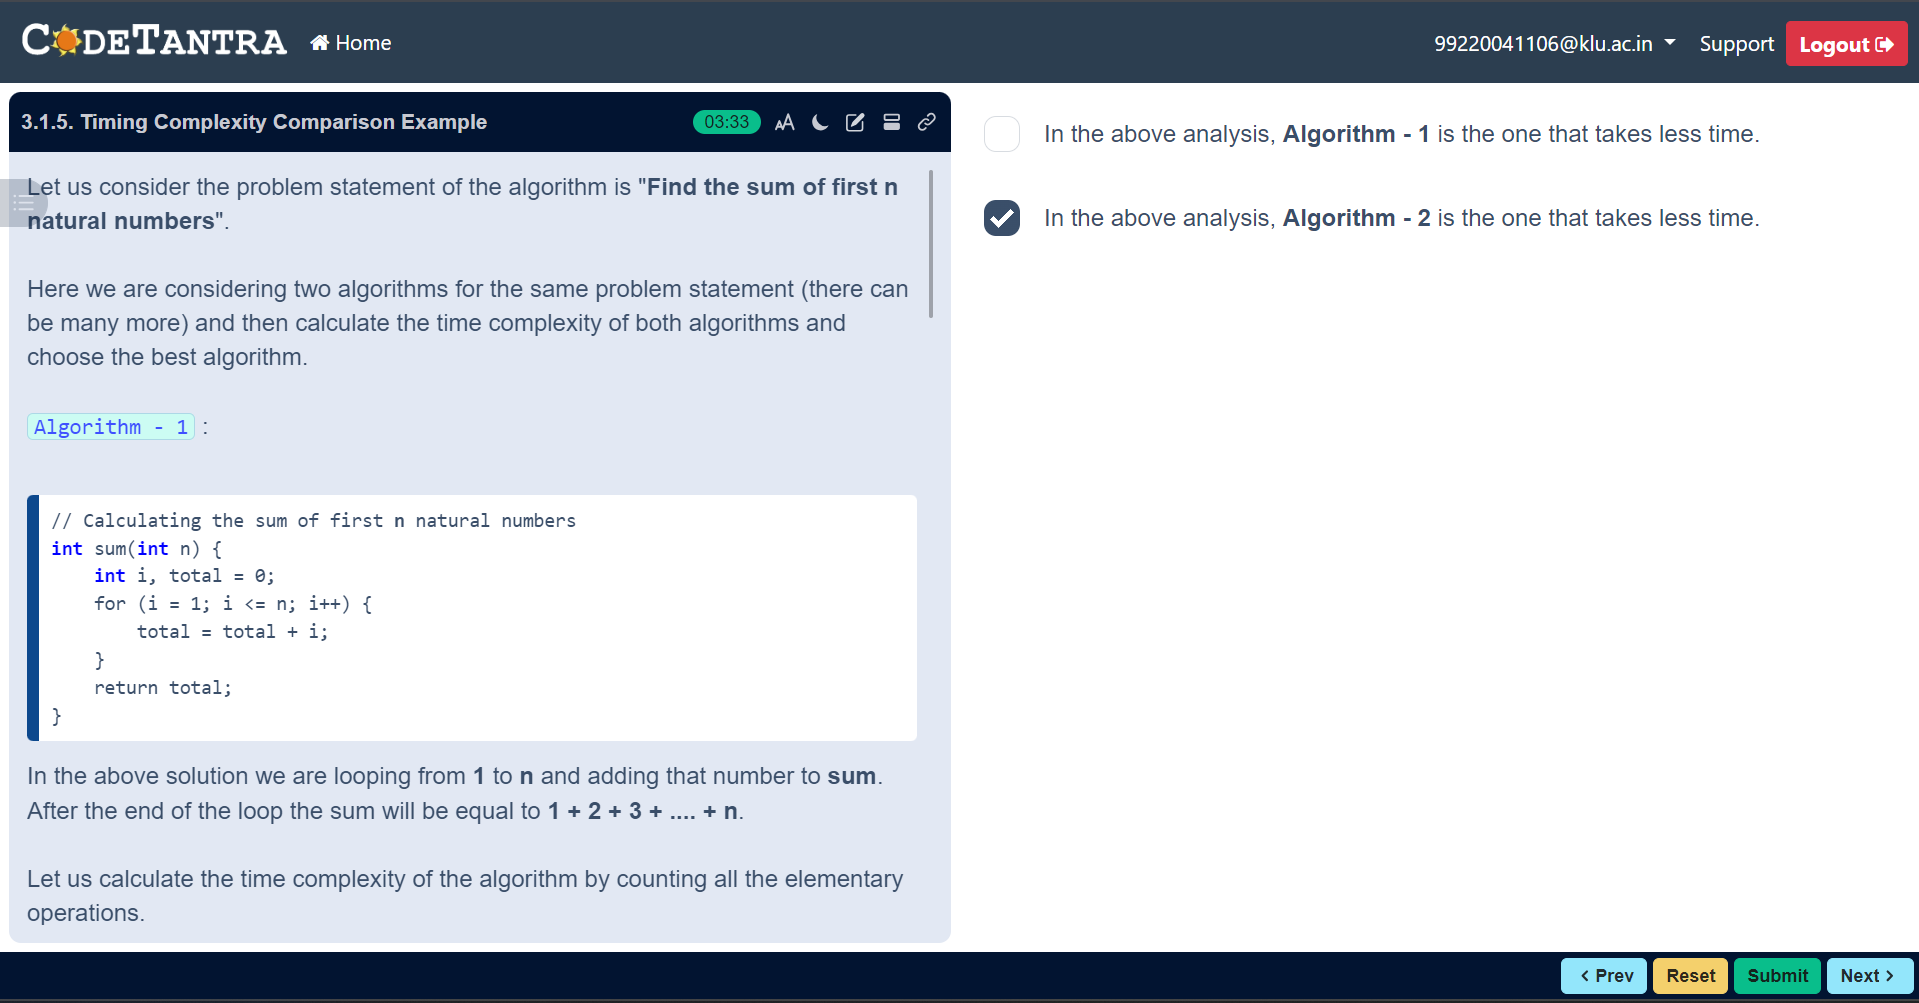 CODETANTRA Home 99220041106@klu.ac.in Support Logout
3.1.5. Timing Complexity Comparison Example 03:33 AA
Let us consider the problem statement of the algorithm is "Find the sum of first n
natural numbers".
Here we are considering two algorithms for the same problem statement (there can
be many more) and then calculate the time complexity of both algorithms and
choose the best algorithm.
Algorithm - 1 :
// Calculating the sum of first n natural numbers
int sum(int n) {
    int i, total = 0;
    for (i = 1; i <= n; i++) {
        total = total + i;
    }
    return total;
}
In the above solution we are looping from 1 to n and adding that number to sum.
After the end of the loop the sum will be equal to 1 + 2 + 3 + .... + n.
Let us calculate the time complexity of the algorithm by counting all the elementary
operations.
In the above analysis, Algorithm - 1 is the one that takes less time.
In the above analysis, Algorithm - 2 is the one that takes less time.
< Prev Reset Submit Next >